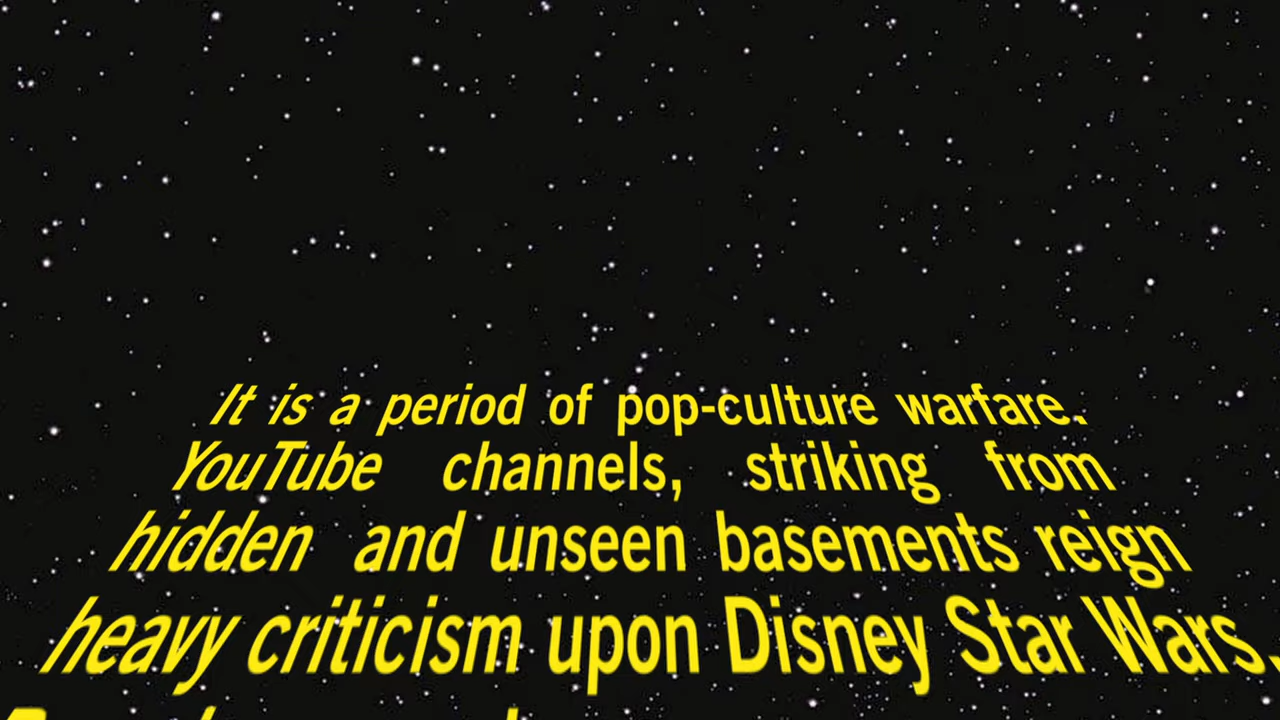 It is a period of pop-culture warfare.
YouTube channels, striking from
hidden and unseen basements reign
heavy criticism upon Disney Star Wars.